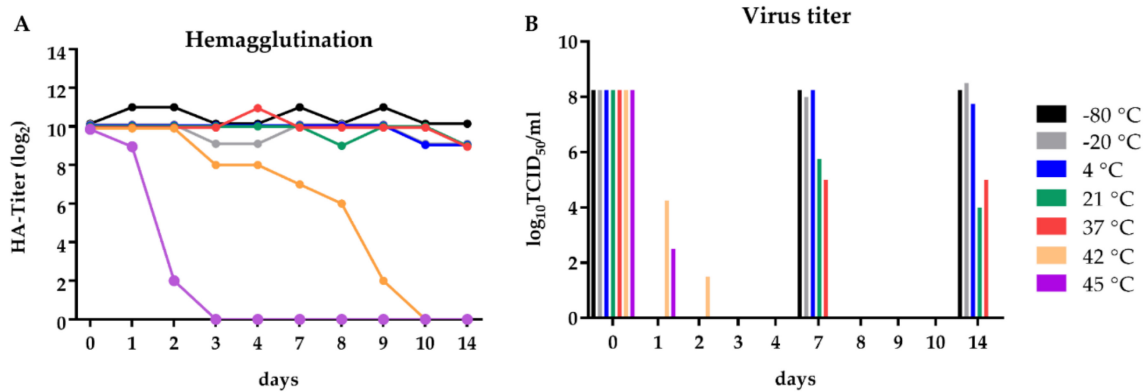 A
Hemagglutination
HA-Titer (log2)
14
12
10
8
6
4
2
0
0 1 2 3 4 7 8 9 10 14
days
B
Virus titer
log10TCID50/ml
10
8
6
4
2
0
0 1 2 3 4 7 8 9 10 14
days
-80 °C
-20 °C
4 °C
21 °C
37 °C
42 °C
45 °C